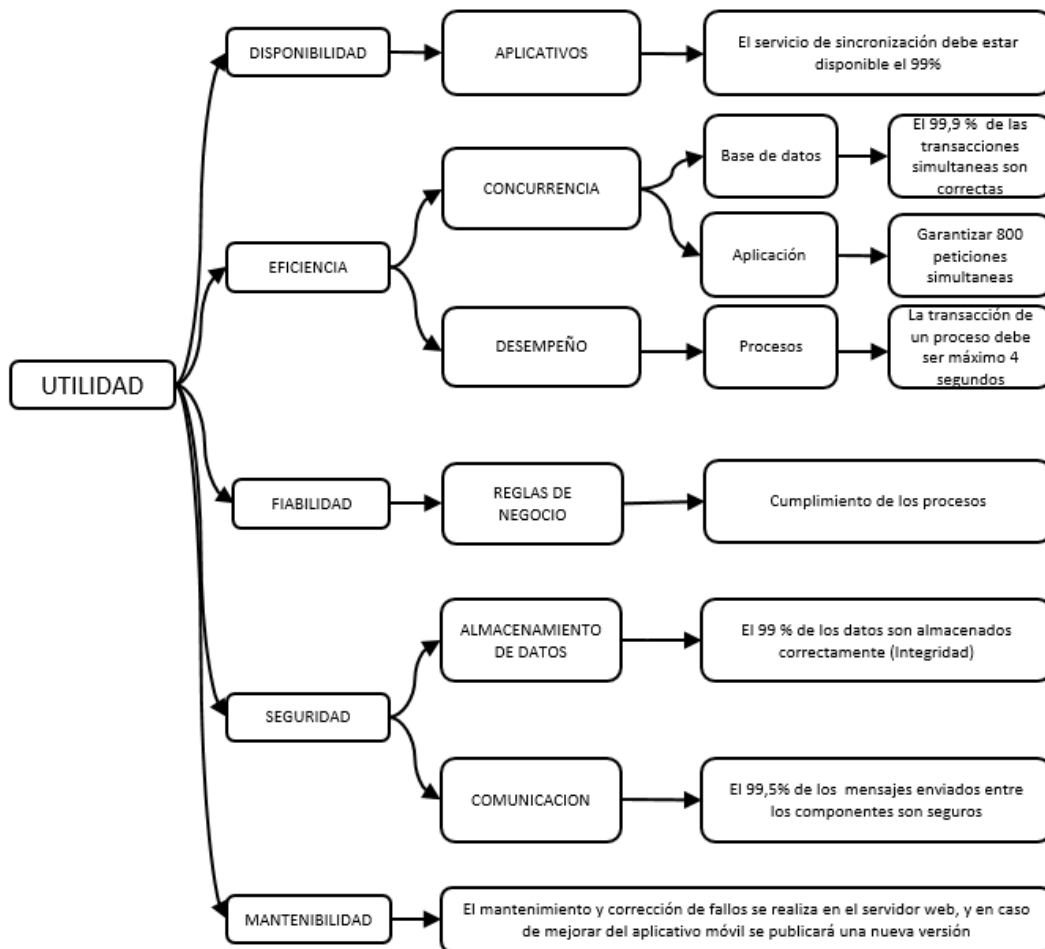 DISPONIBILIDAD
APLICATIVOS
El servicio de sincronización debe estar
disponible el 99%
CONCURRENCIA
Base de datos
El 99,9 % de las
transacciones
simultaneas son
correctas
EFICIENCIA
Aplicación
Garantizar 800
peticiones
simultaneas
DESEMPEÑO
Procesos
La transacción de
un proceso debe
ser máximo 4
segundos
UTILIDAD
FIABILIDAD
REGLAS DE
NEGOCIO
Cumplimiento de los procesos
ALMACENAMIENTO
DE DATOS
El 99 % de los datos son almacenados
correctamente (Integridad)
SEGURIDAD
COMUNICACION
El 99,5% de los mensajes enviados entre
los componentes son seguros
MANTENIBILIDAD
El mantenimiento y corrección de fallos se realiza en el servidor web, y en caso
de mejorar del aplicativo móvil se publicará una nueva versión